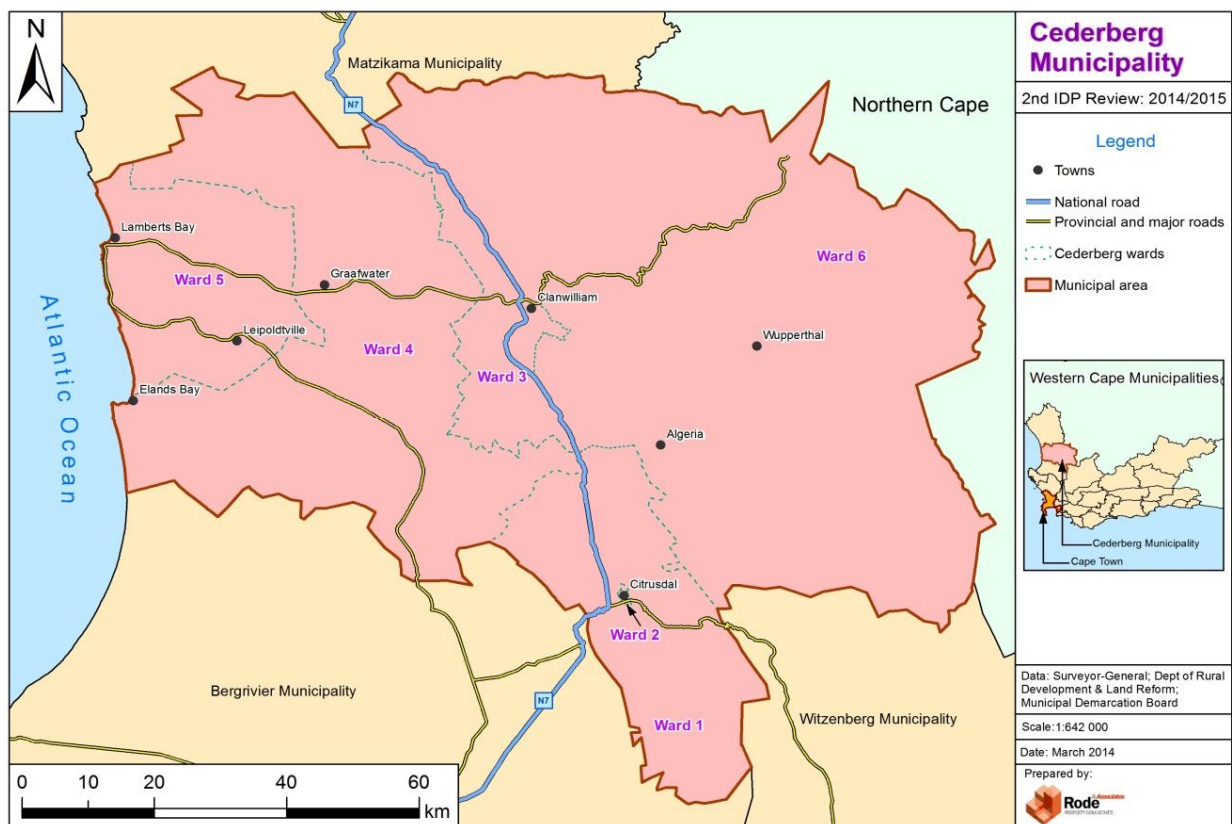 N
Matzikama Municipality
N7
Northern Cape
Lamberts Bay
Ward 5
Graafwater
Ward 6
Clanwilliam
Leipoldtville
Ward 4
Wupperthal
Ward 3
Elands Bay
Algeria
Atlantic Ocean
Citrusdal
Ward 2
Bergrivier Municipality
N7
Ward 1
Witzenberg Municipality
0 10 20 40 60
km
Cederberg
Municipality
2nd IDP Review: 2014/2015
Legend
Towns
National road
Provincial and major roads
Cederberg wards
Municipal area
Western Cape Municipalities
Cederberg Municipality
Cape Town
Data: Surveyor-General; Dept of Rural
Development & Land Reform;
Municipal Demarcation Board
Scale:1:642 000
Date: March 2014
Prepared by:
& Associates
Rode
PROPERTY CONSULTANTS